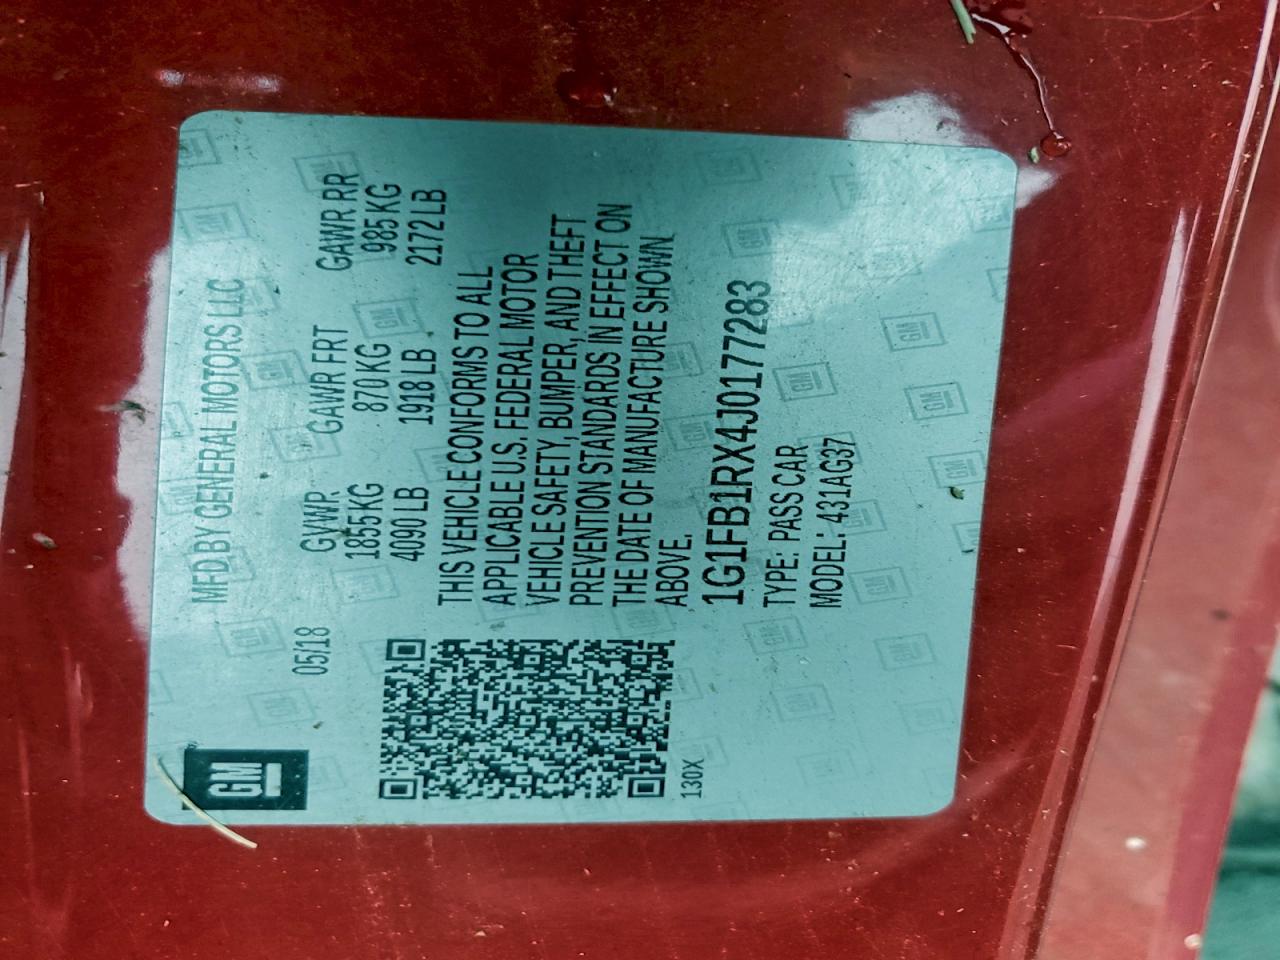 GM
MFD BY GENERAL MOTORS LLC
05/18
GVWR GAWR FRT GAWR RR
1855 KG 870 KG 985 KG
4090 LB 1918 LB 2172 LB
THIS VEHICLE CONFORMS TO ALL
APPLICABLE U.S. FEDERAL MOTOR
VEHICLE SAFETY, BUMPER, AND THEFT
PREVENTION STANDARDS IN EFFECT ON
THE DATE OF MANUFACTURE SHOWN
ABOVE.
1G1FB1RX4J0177283
TYPE: PASS CAR
MODEL: 431AG37
130X